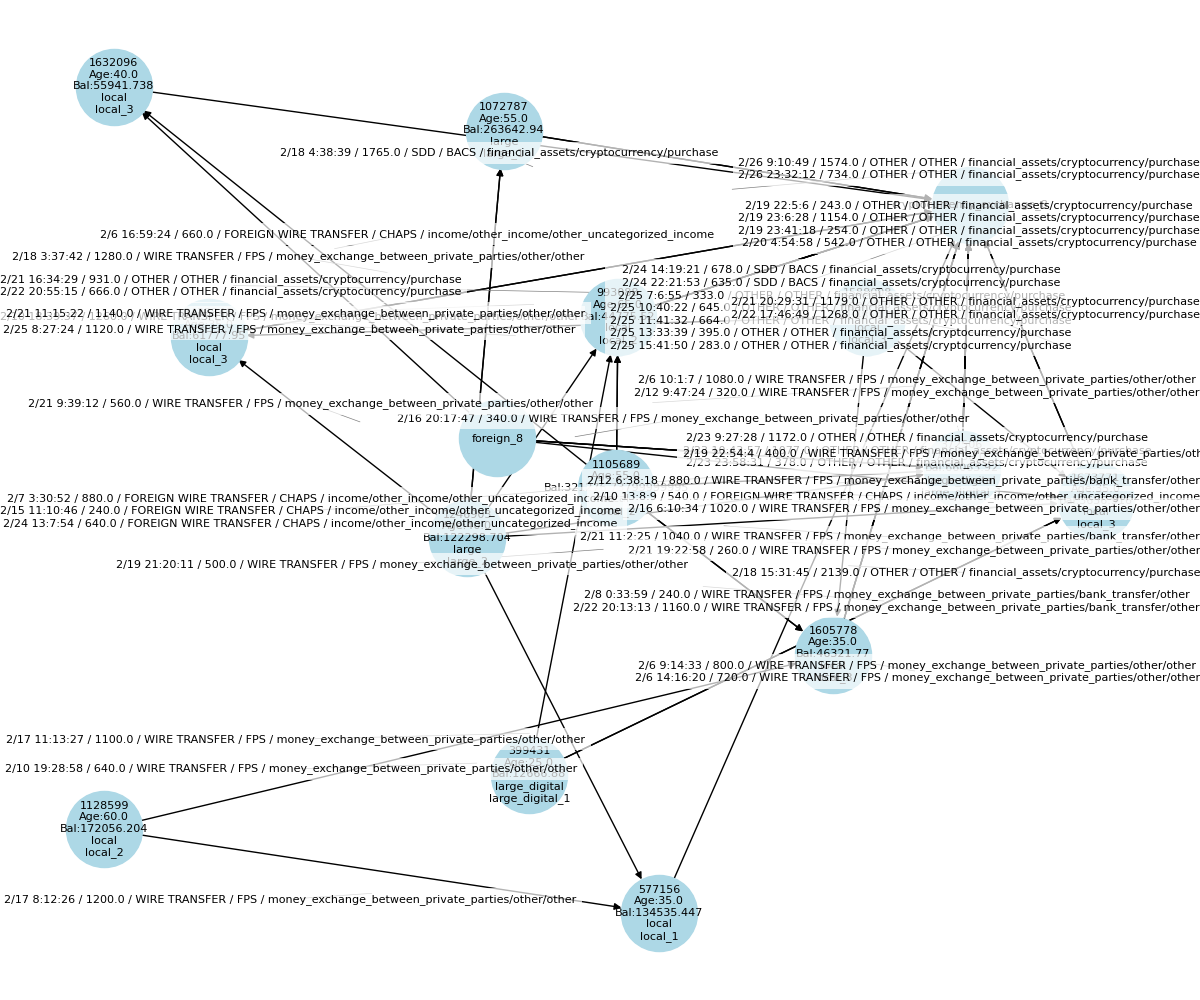 1632096
Age:40.0
Bal:55941.738
local
local_3
1072787
Age:55.0
Bal:263642.94
large
2/18 4:38:39 / 1765.0 / SDD / BACS / financial_assets/cryptocurrency/purchase
2/26 9:10:49 / 1574.0 / OTHER / OTHER / financial_assets/cryptocurrency/purchase
2/26 23:32:12 / 734.0 / OTHER / OTHER / financial_assets/cryptocurrency/purchase
2/19 22:5:6 / 243.0 / OTHER / OTHER / financial_assets/cryptocurrency/purchase
2/19 23:6:28 / 1154.0 / OTHER / OTHER / financial_assets/cryptocurrency/purchase
2/19 23:41:18 / 254.0 / OTHER / OTHER / financial_assets/cryptocurrency/purchase
2/20 4:54:58 / 542.0 / OTHER / OTHER / financial_assets/cryptocurrency/purchase
2/6 16:59:24 / 660.0 / FOREIGN WIRE TRANSFER / CHAPS / income/other_income/other_uncategorized_income
2/18 3:37:42 / 1280.0 / WIRE TRANSFER / FPS / money_exchange_between_private_parties/other/other
2/24 14:19:21 / 678.0 / SDD / BACS / financial_assets/cryptocurrency/purchase
2/24 22:21:53 / 635.0 / SDD / BACS / financial_assets/cryptocurrency/purchase
2/21 16:34:29 / 931.0 / OTHER / OTHER / financial_assets/cryptocurrency/purchase
2/22 20:55:15 / 666.0 / OTHER / OTHER / financial_assets/cryptocurrency/purchase
2/25 7:6:55 / 333.0
2/21 20:29:31 / 1179.0 / OTHER / OTHER / financial_assets/cryptocurrency/purchase
2/25 10:40:22 / 645.0
2/22 17:46:49 / 1268.0 / OTHER / OTHER / financial_assets/cryptocurrency/purchase
2/21 11:15:22 / 1140.0 / WIRE TRANSFER / FPS / money_exchange_between_private_parties/other/other
2/25 11:41:32 / 664.0 / OTHER / OTHER / financial_assets/cryptocurrency/purchase
2/25 8:27:24 / 1120.0 / WIRE TRANSFER / FPS / money_exchange_between_private_parties/other/other
2/25 13:33:39 / 395.0 / OTHER / OTHER / financial_assets/cryptocurrency/purchase
2/25 15:41:50 / 283.0 / OTHER / OTHER / financial_assets/cryptocurrency/purchase
local
local_3
2/6 10:1:7 / 1080.0 / WIRE TRANSFER / FPS / money_exchange_between_private_parties/other/other
2/12 9:47:24 / 320.0 / WIRE TRANSFER / FPS / money_exchange_between_private_parties/other/other
2/21 9:39:12 / 560.0 / WIRE TRANSFER / FPS / money_exchange_between_private_parties/other/other
2/16 20:17:47 / 340.0 / WIRE TRANSFER / FPS / money_exchange_between_private_parties/other/other
foreign_8
2/23 9:27:28 / 1172.0 / OTHER / OTHER / financial_assets/cryptocurrency/purchase
2/19 22:54:4 / 400.0 / WIRE TRANSFER / FPS / money_exchange_between_private_parties/other/oth
2/23 23:58:31 / 378.0 / OTHER / OTHER / financial_assets/cryptocurrency/purchase
1105689
Age:55.0
2/12 6:38:18 / 880.0 / WIRE TRANSFER / FPS / money_exchange_between_private_parties/bank_transfer/
2/7 3:30:52 / 880.0 / FOREIGN WIRE TRANSFER / CHAPS / income/other_income/other_uncategorized_inc
2/10 13:8:9 / 540.0 / FOREIGN WIRE TRANSFER / CHAPS / income/other_income/other_uncategorized_income
2/15 11:10:46 / 240.0 / FOREIGN WIRE TRANSFER / CHAPS / income/other_income/other_uncategorized_income
2/16 6:10:34 / 1020.0 / WIRE TRANSFER / FPS / money_exchange_between_private_parties/bank_transfer/other
2/24 13:7:54 / 640.0 / FOREIGN WIRE TRANSFER / CHAPS / income/other_income/other_uncategorized_income
local_3
Bal:122298.704
large
2/21 11:2:25 / 1040.0 / WIRE TRANSFER / FPS / money_exchange_between_private_parties/bank_transfer/other
2/21 19:22:58 / 260.0 / WIRE TRANSFER / FPS / money_exchange_between_private_parties/other/other
2/19 21:20:11 / 500.0 / WIRE TRANSFER / FPS / money_exchange_between_private_parties/other/other
2/18 15:31:45 / 2139.0 / OTHER / OTHER / financial_assets/cryptocurrency/purchase
2/8 0:33:59 / 240.0 / WIRE TRANSFER / FPS / money_exchange_between_private_parties/bank_transfer/other
2/22 20:13:13 / 1160.0 / WIRE TRANSFER / FPS / money_exchange_between_private_parties/bank_transfer/other
1605778
Age:35.0
Bal:46321.77
2/6 9:14:33 / 800.0 / WIRE TRANSFER / FPS / money_exchange_between_private_parties/other/other
2/6 14:16:20 / 720.0 / WIRE TRANSFER / FPS / money_exchange_between_private_parties/other/other
2/17 11:13:27 / 1100.0 / WIRE TRANSFER / FPS / money_exchange_between_private_parties/other/other
399431
Age:25.0
2/10 19:28:58 / 640.0 / WIRE TRANSFER / FPS / money_exchange_between_private_parties/other/other
Bal:12666.88
large_digital
large_digital_1
1128599
Age:60.0
Bal:172056.204
local
local_2
577156
Age:35.0
Bal:134535.447
local
local_1
2/17 8:12:26 / 1200.0 / WIRE TRANSFER / FPS / money_exchange_between_private_parties/other/other